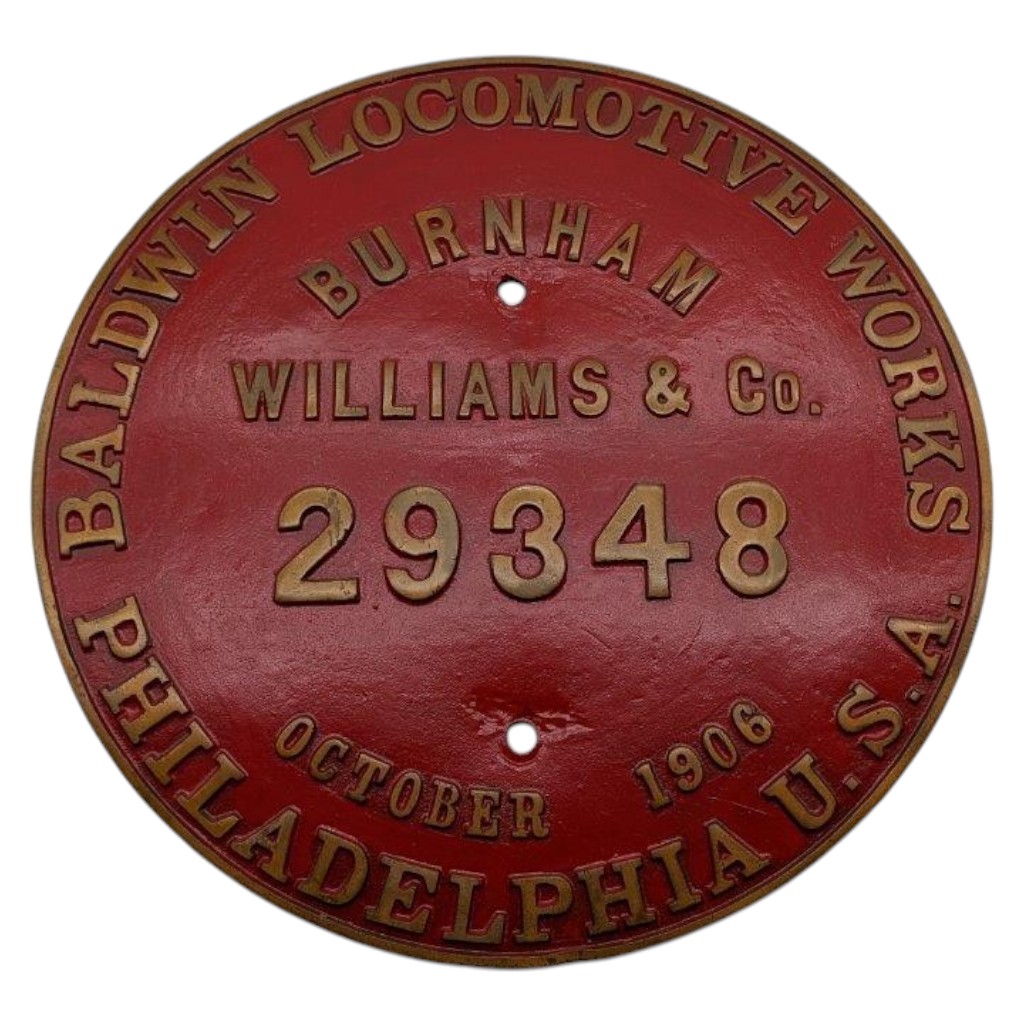 BALDWIN LOCOMOTIVE WORKS
BURNHAM
WILLIAMS & Co.
29348
OCTOBER 1906
PHILADELPHIA U.S.A.